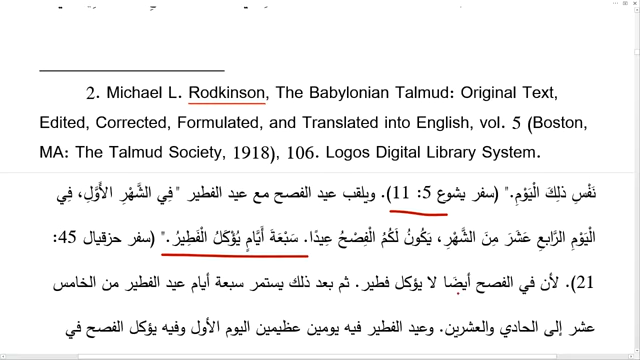 2. Michael L. Rodkinson, The Babylonian Talmud: Original Text,
Edited, Corrected, Formulated, and Translated into English, vol. 5 (Boston,
MA: The Talmud Society, 1918), 106. Logos Digital Library System.
نَفْسِ ذلِكَ الْيَوْمِ." (سفر يشوع 5: 11). ويلقب عيد الفصح مع عيد الفطير "فِي الشَّهْرِ الأَوَّلِ، فِي
الْيَوْمِ الرَّابعِ عَشَرَ مِنَ الشَّهْرِ، يَكُونُ لَكُمُ الْفِصْحُ عِيدًا. سَبْعَةَ أَيَّامٍ يُؤْكَلُ الْفَطِيرُ." (سفر حزقيال 45:
21). لأن في الفصح أيضًا لا يؤكل فطير. ثم بعد ذلك يستمر سبعة أيام عيد الفطير من الخامس
عشر إلى الحادي والعشرين. وعيد الفطير فيه يومين عظيمين اليوم الأول وفيه يؤكل الفصح في